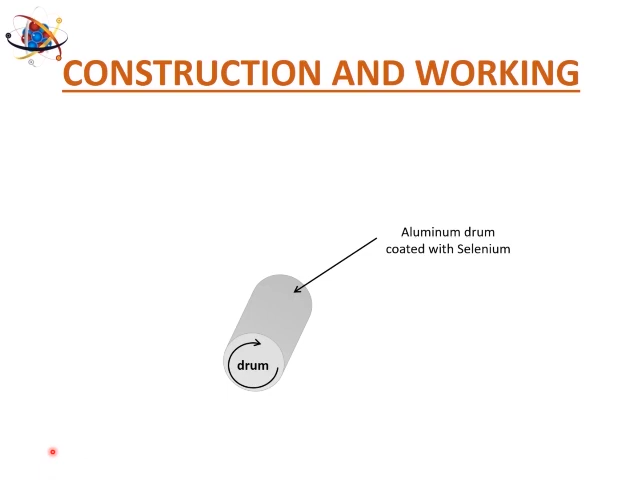 CONSTRUCTION AND WORKING
Aluminum drum
coated with Selenium
drum